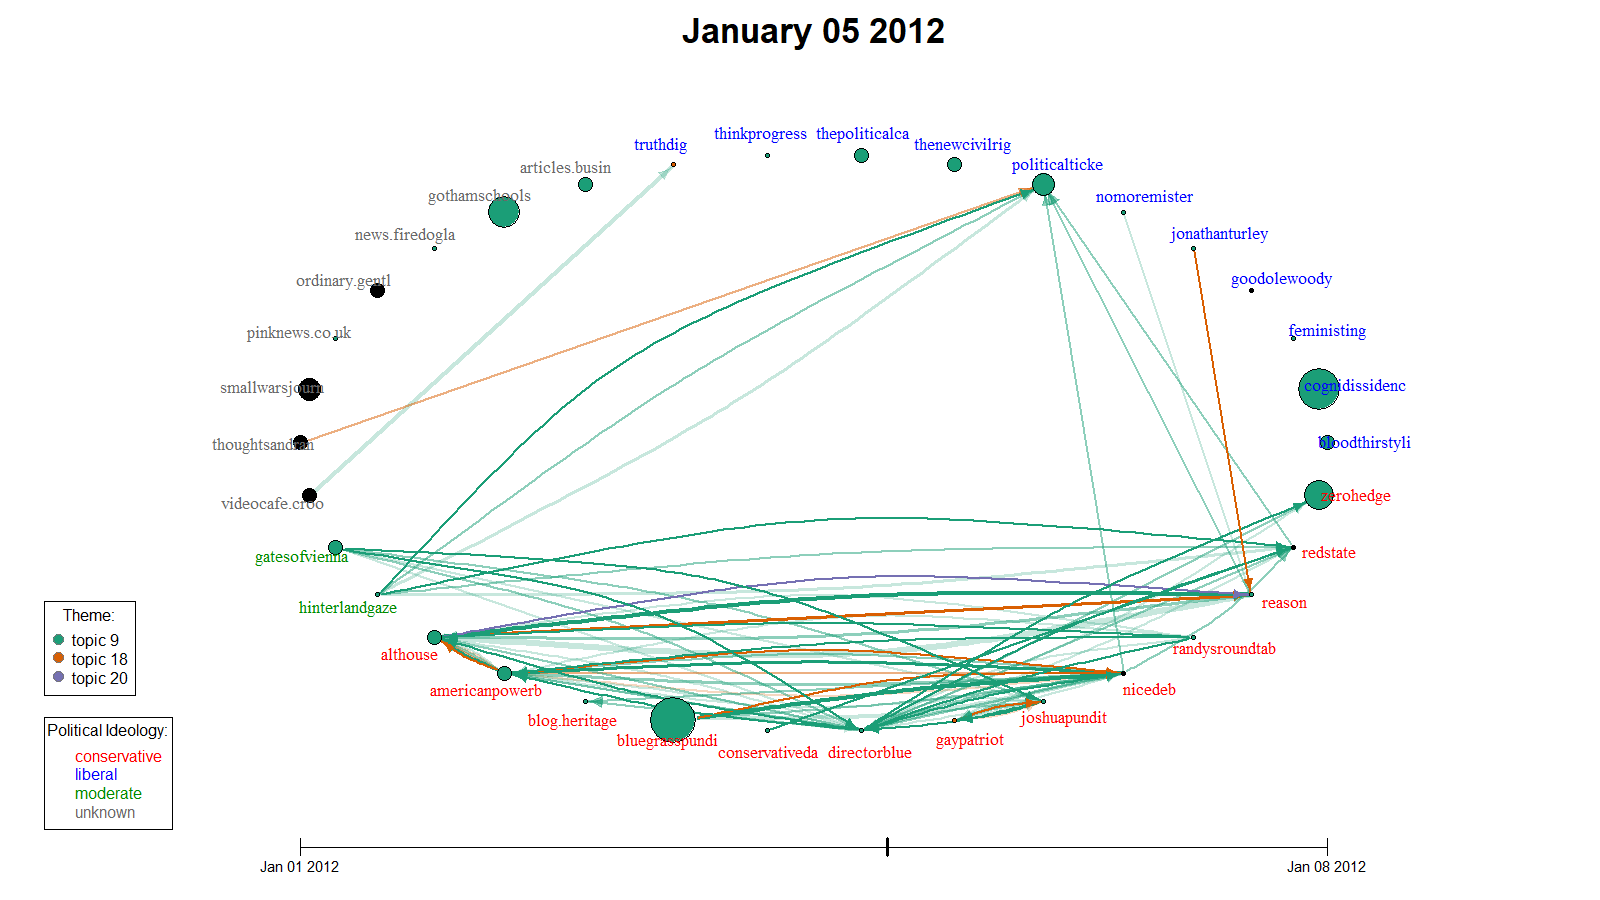 January 05 2012
thinkprogress
thepoliticalca
truthdig
thenewcivilrig
articles.busin
politicalticke
gothamschools
nomoremister
news.firedogla
jonathanturley
ordinary.gentl
goodolewoody
pinknews.co.uk
feministing
smallwarsjourn
cognidissidenc
thoughtsandran
bloodthirstyli
videocafe.croo
zerohedge
gatesofvienna
redstate
hinterlandgaze
reason
althouse
randysroundtab
americanpowerb
nicedeb
blog.heritage
joshuapundit
bluegrasspundi
gaypatriot
conservativeda
directorblue
Theme:
topic 9
topic 18
topic 20
Political Ideology:
conservative
liberal
moderate
unknown
Jan 01 2012
Jan 08 2012